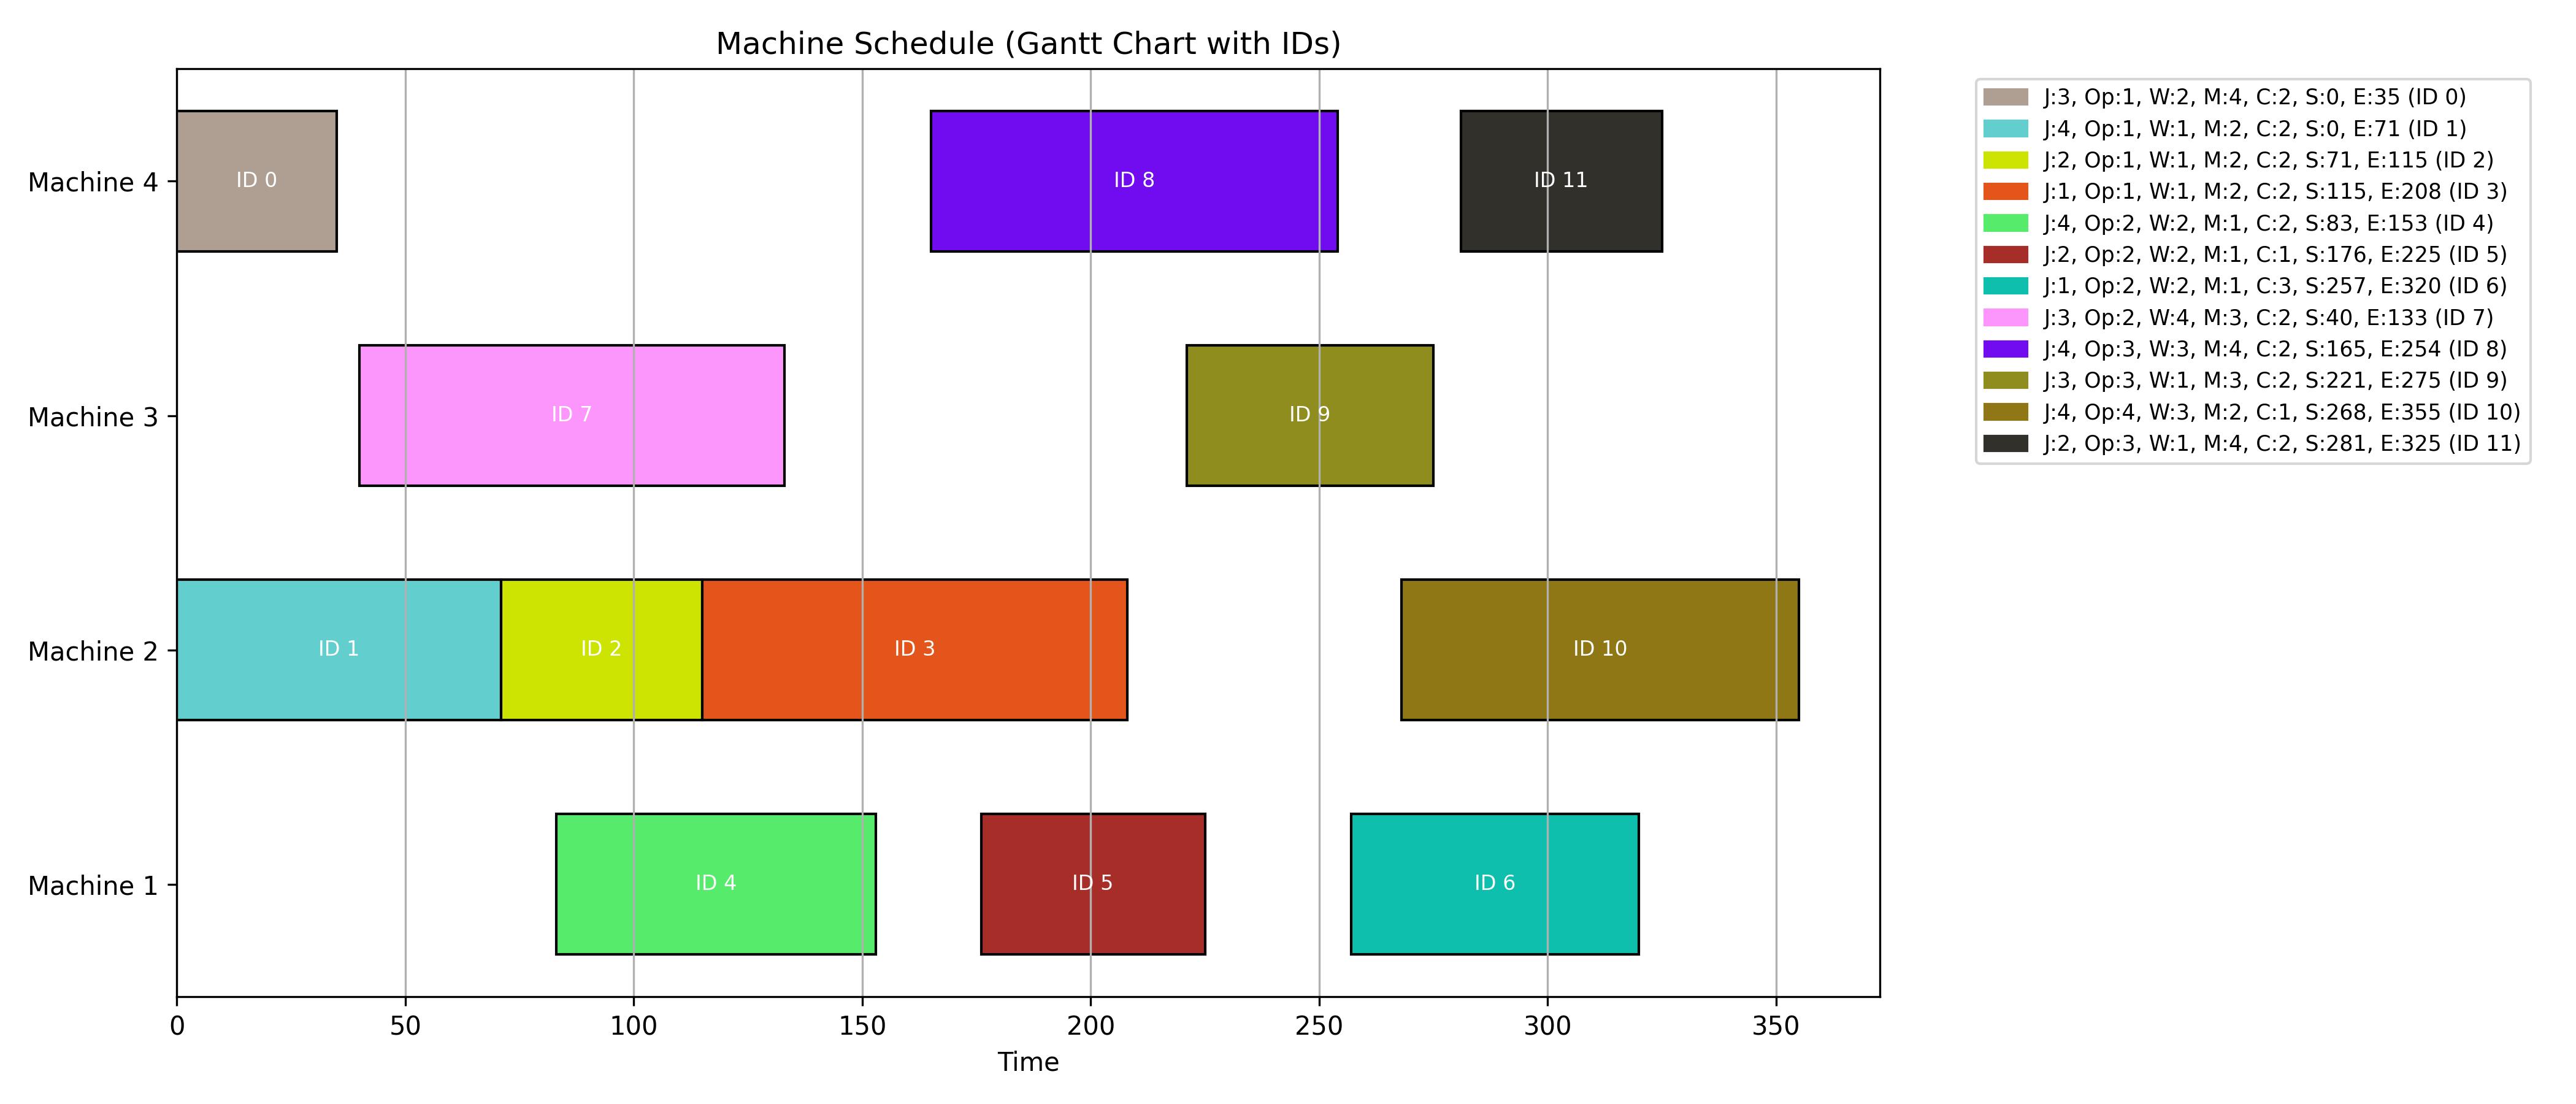 Machine Schedule (Gantt Chart with IDs)
Machine 4
Machine 3
Machine 2
Machine 1
ID 0
ID 8
ID 11
ID 7
ID 9
ID 1
ID 2
ID 3
ID 10
ID 4
ID 5
ID 6
0 50 100 150 200 250 300 350
Time
J:3, Op:1, W:2, M:4, C:2, S:0, E:35 (ID 0)
J:4, Op:1, W:1, M:2, C:2, S:0, E:71 (ID 1)
J:2, Op:1, W:1, M:2, C:2, S:71, E:115 (ID 2)
J:1, Op:1, W:1, M:2, C:2, S:115, E:208 (ID 3)
J:4, Op:2, W:2, M:1, C:2, S:83, E:153 (ID 4)
J:2, Op:2, W:2, M:1, C:1, S:176, E:225 (ID 5)
J:1, Op:2, W:2, M:1, C:3, S:257, E:320 (ID 6)
J:3, Op:2, W:4, M:3, C:2, S:40, E:133 (ID 7)
J:4, Op:3, W:3, M:4, C:2, S:165, E:254 (ID 8)
J:3, Op:3, W:1, M:3, C:2, S:221, E:275 (ID 9)
J:4, Op:4, W:3, M:2, C:1, S:268, E:355 (ID 10)
J:2, Op:3, W:1, M:4, C:2, S:281, E:325 (ID 11)